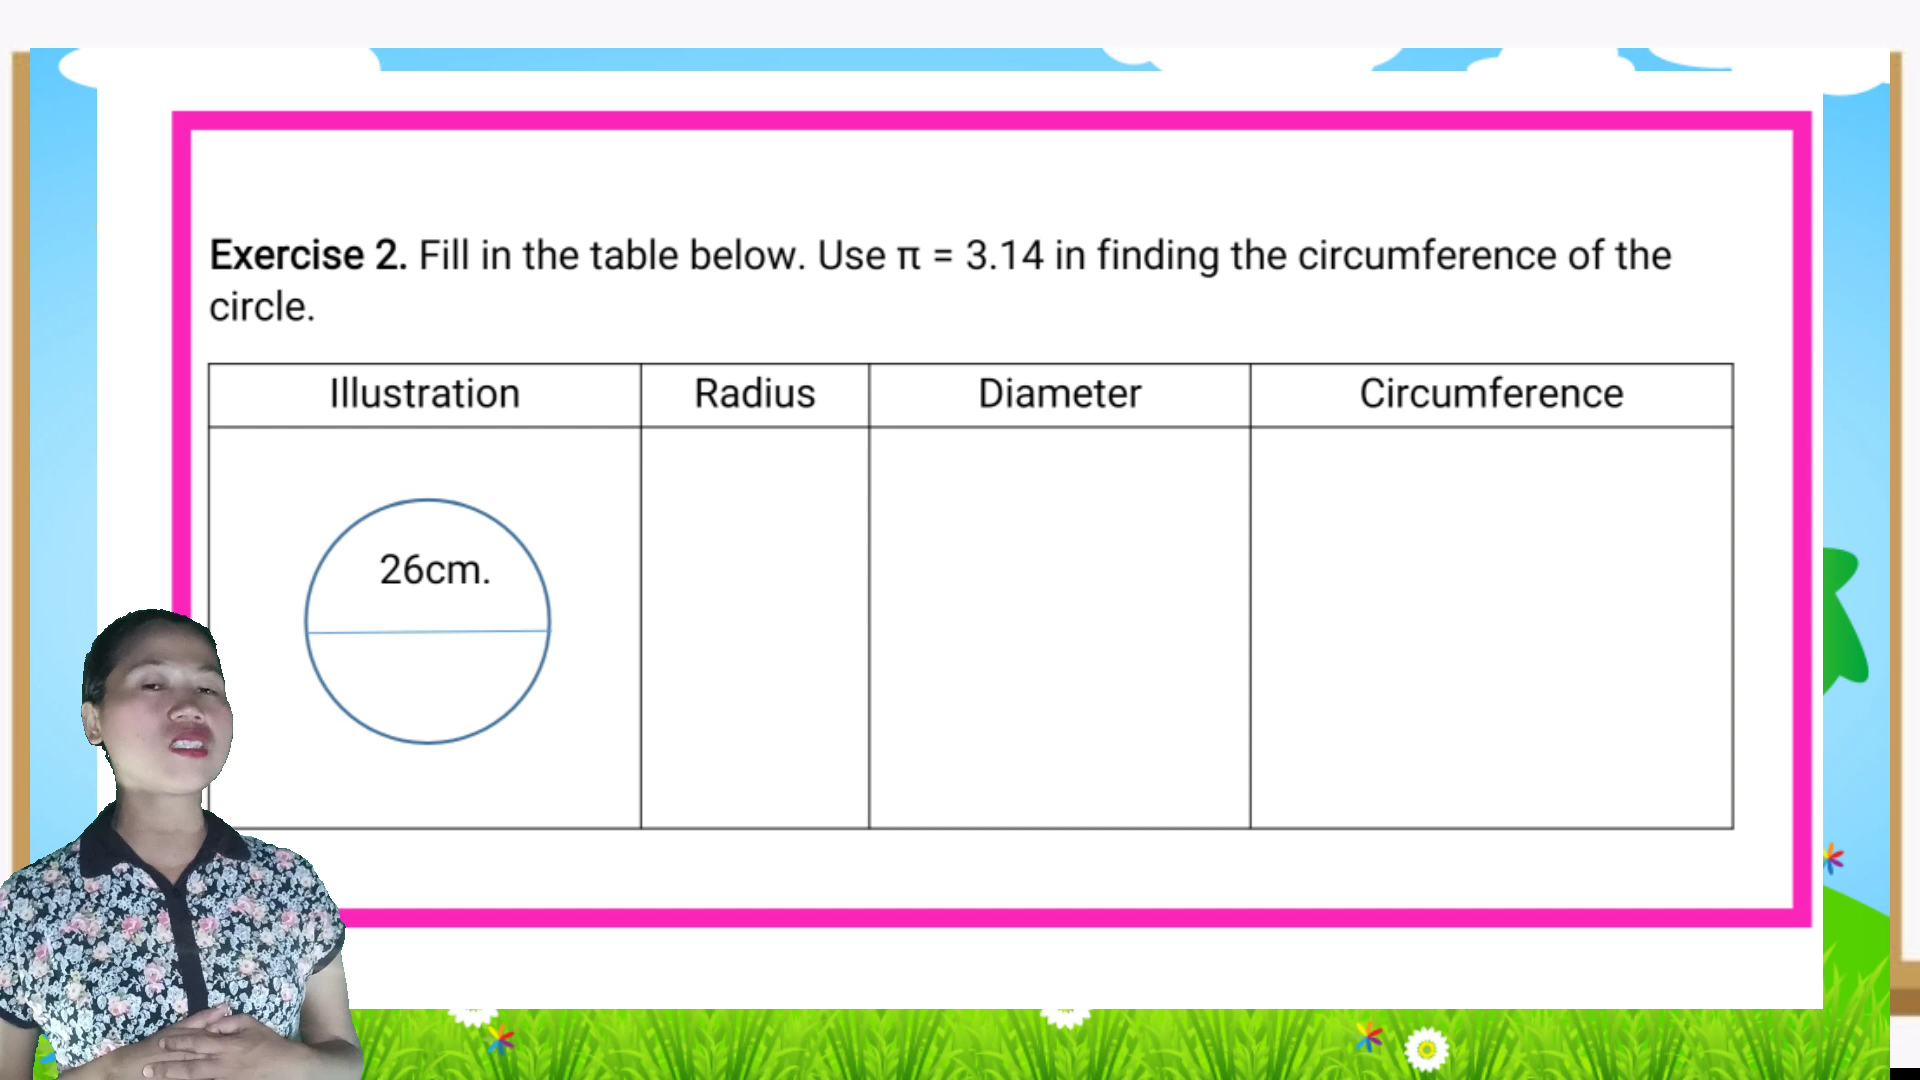 Exercise 2. Fill in the table below. Use π = 3.14 in finding the circumference of the
circle.
Illustration Radius Diameter Circumference
26cm.